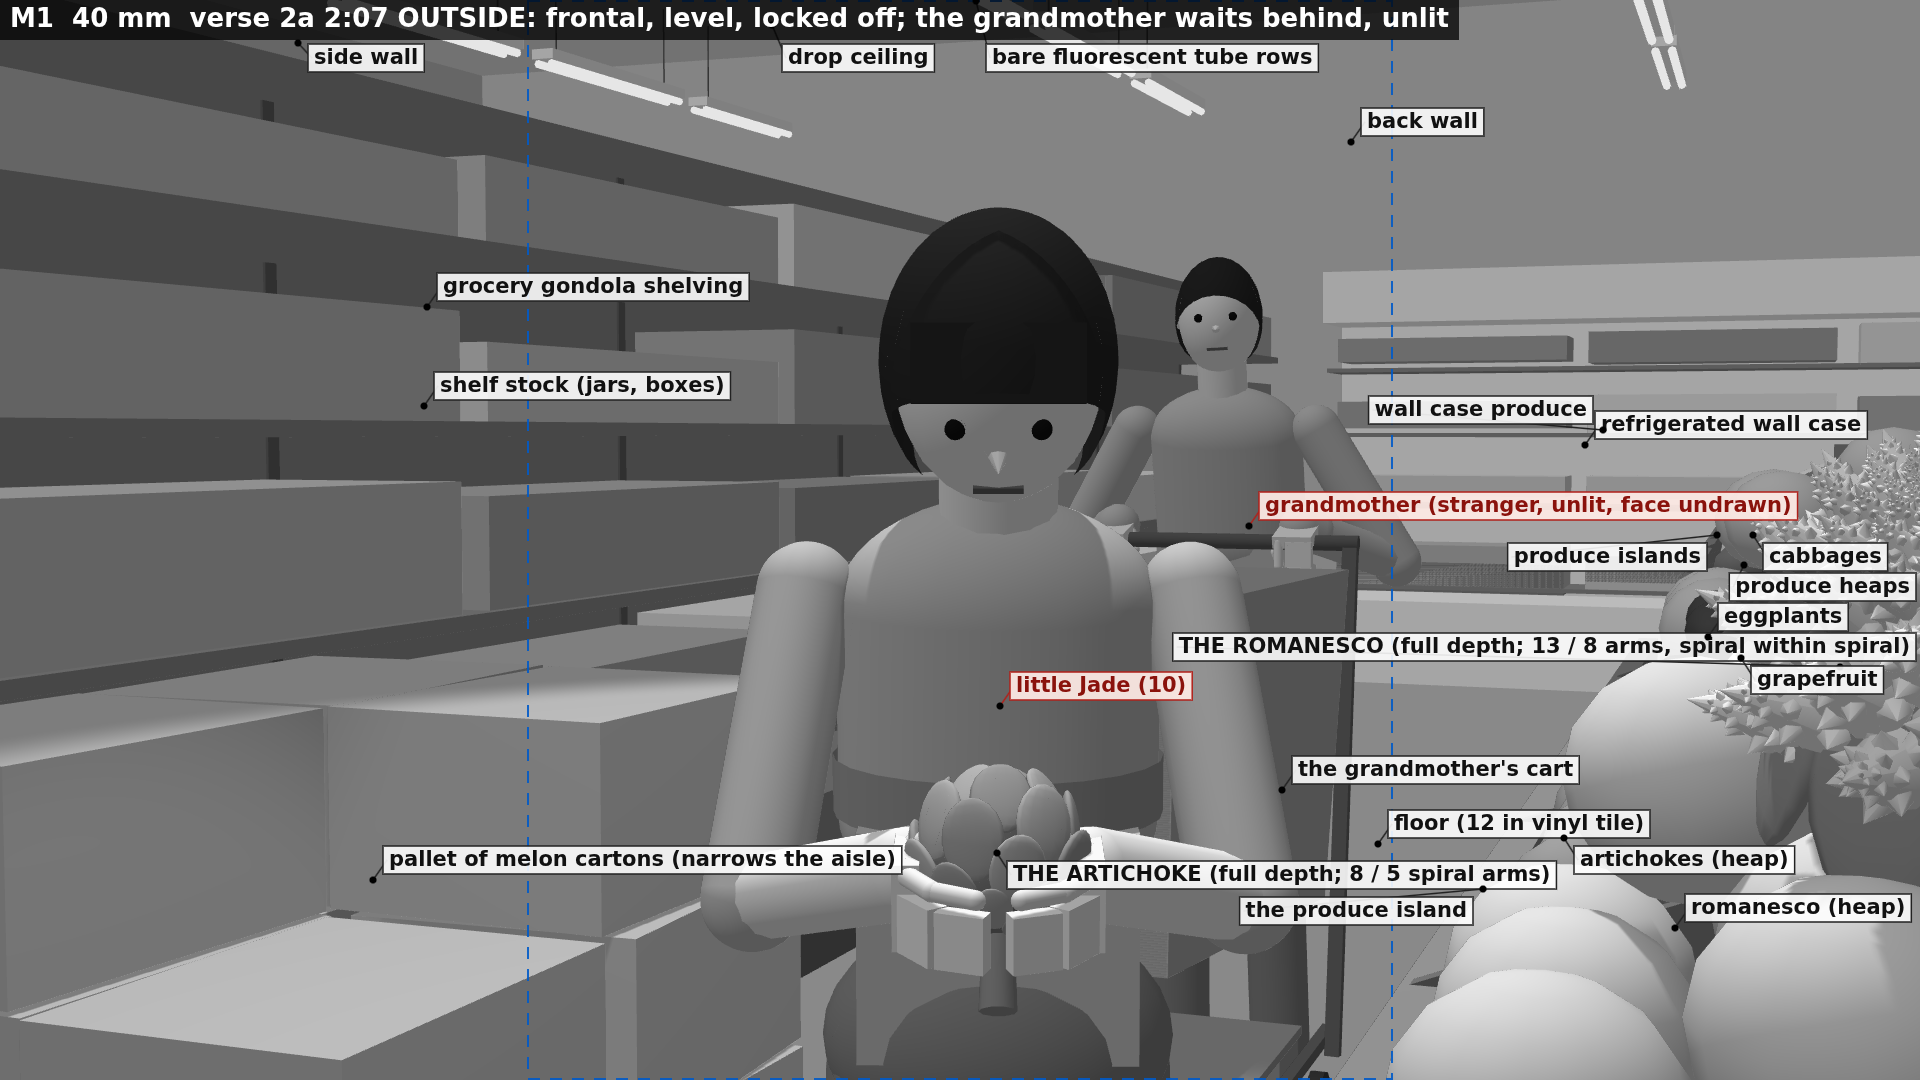 M1 40 mm verse 2a 2:07 OUTSIDE: frontal, level, locked off; the grandmother waits behind, unlit
side wall
drop ceiling
bare fluorescent tube rows
back wall
grocery gondola shelving
shelf stock (jars, boxes)
wall case produce
refrigerated wall case
grandmother (stranger, unlit, face undrawn)
produce islands
cabbages
produce heaps
eggplants
THE ROMANESCO (full depth; 13 / 8 arms, spiral within spiral)
grapefruit
little Jade (10)
the grandmother's cart
floor (12 in vinyl tile)
pallet of melon cartons (narrows the aisle)
artichokes (heap)
THE ARTICHOKE (full depth; 8 / 5 spiral arms)
the produce island
romanesco (heap)